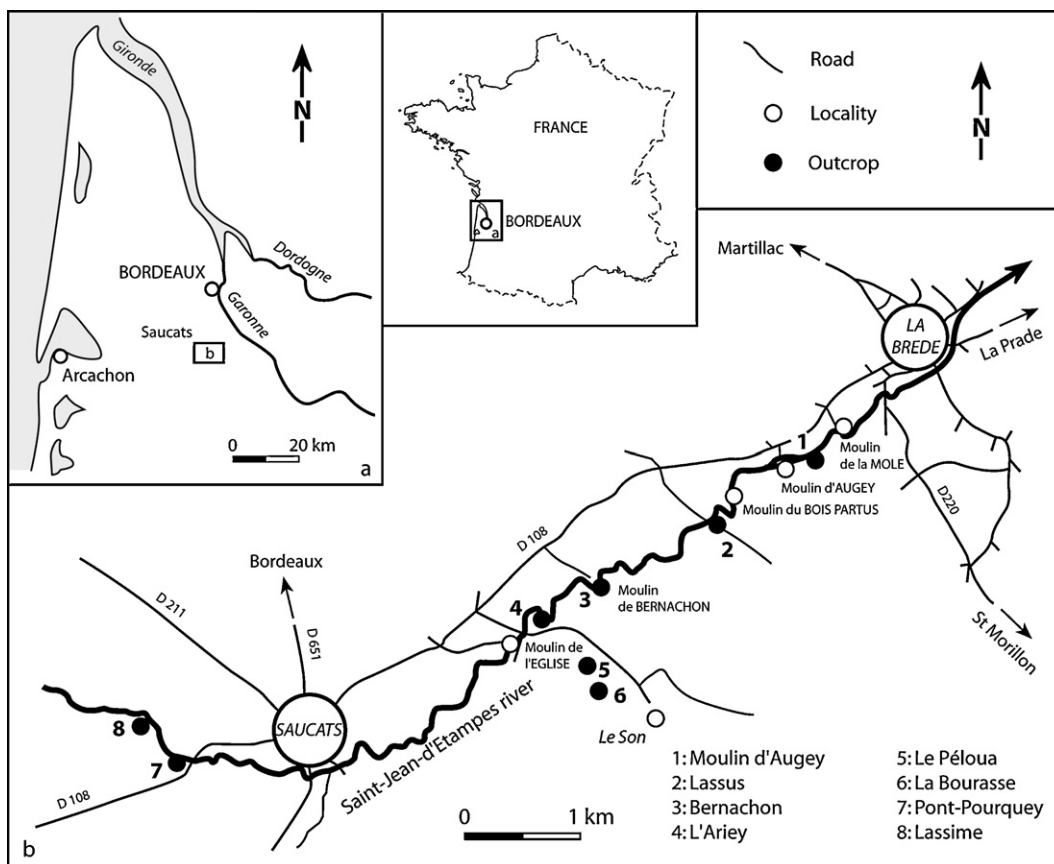 Gironde
N
BORDEAUX
Dordogne
Garonne
Saucats
b
Arcachon
0 20 km
a
FRANCE
BORDEAUX
a
Road
Locality
Outcrop
N
Martillac
LA
BREDE
La Prade
1
Moulin
de la MOLE
Moulin d'AUGEY
Moulin du BOIS PARTUS
2
D 108
D220
St Morillon
3
Moulin
de BERNACHON
4
Moulin de
l'EGLISE
5
6
Le Son
Bordeaux
D 211
D 651
SAUCATS
8
7
D 108
Saint-Jean-d'Etampes river
0 1 km
1: Moulin d'Augey
2: Lassus
3: Bernachon
4: L'Ariey
5: Le Péloua
6: La Bourasse
7: Pont-Pourquey
8: Lassime
b